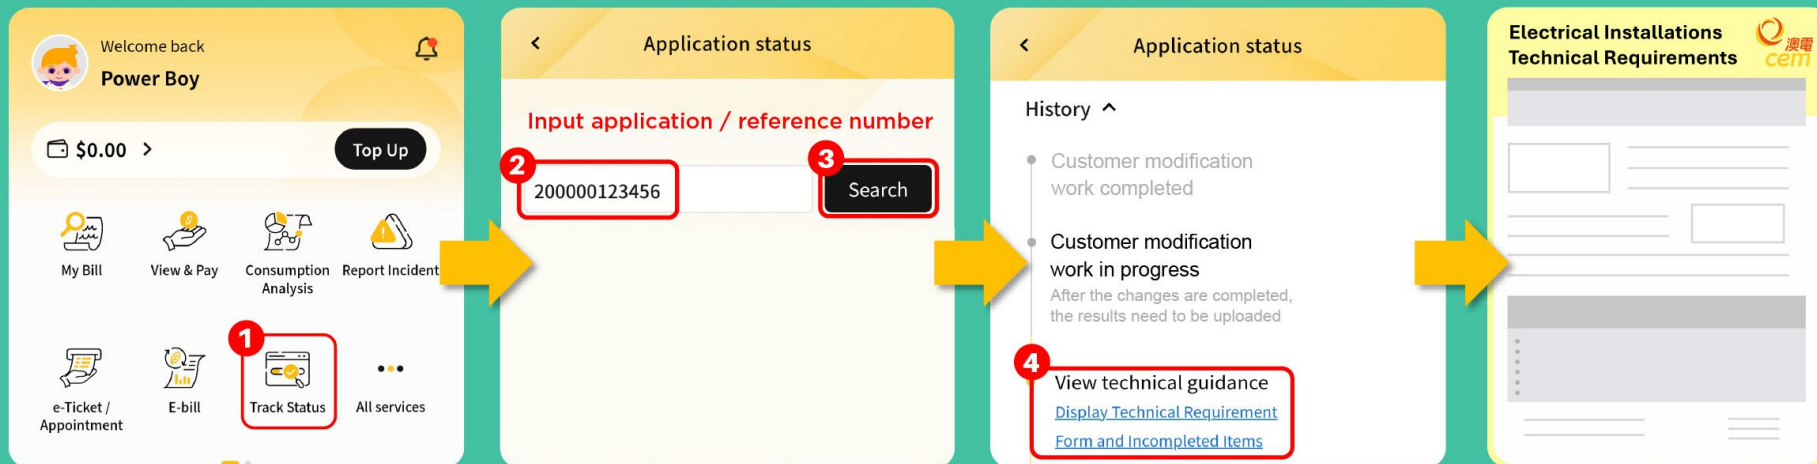 Welcome back
Power Boy
$0.00 >
Top Up
My Bill
View & Pay
Consumption
Analysis
Report Incident
e-Ticket /
Appointment
E-bill
1
Track Status
All services
Application status
Input application / reference number
2
200000123456
3
Search
Application status
History
Customer modification
work completed
Customer modification
work in progress
After the changes are completed,
the results need to be uploaded
4
View technical guidance
Display Technical Requirement
Form and Incompleted Items
Electrical Installations
Technical Requirements
澳電
cem